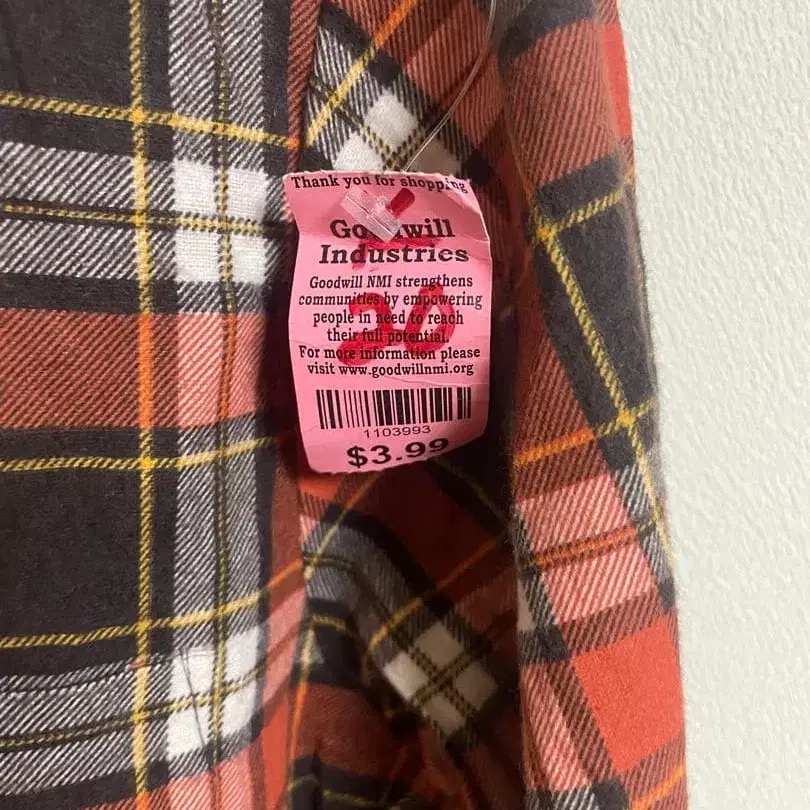 Thank you for shopping
Goodwill
Industries
Goodwill NMI strengthens
communities by empowering
people in need to reach
their full potential.
For more information please
visit www.goodwillnmi.org
1103993
$3.99
20